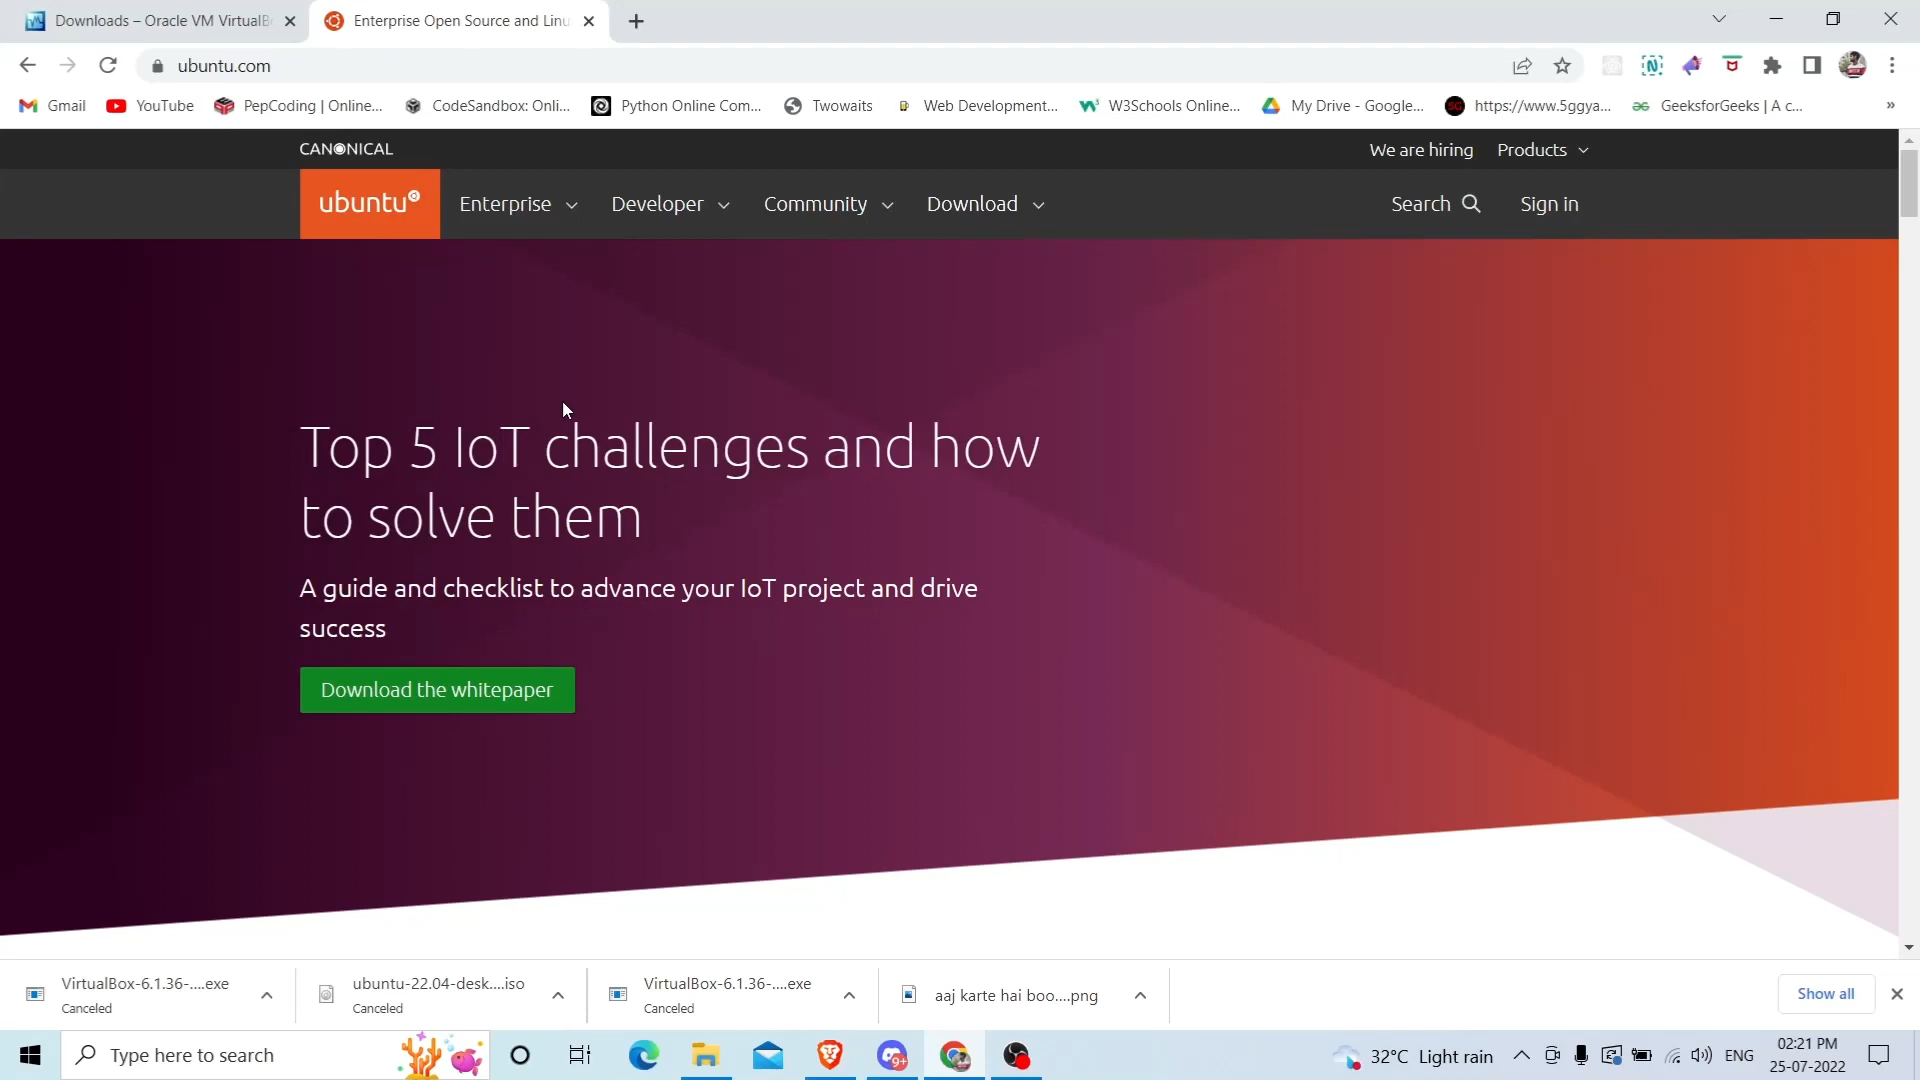 Downloads – Oracle VM VirtualB
Enterprise Open Source and Linu
ubuntu.com
Gmail
YouTube
PepCoding | Online...
CodeSandbox: Onli...
Python Online Com...
Twowaits
Web Development...
W3Schools Online...
My Drive - Google...
https://www.5ggya...
GeeksforGeeks | A c...
»
CANONICAL
We are hiring
Products
ubuntu
Enterprise
Developer
Community
Download
Search
Sign in
Top 5 IoT challenges and how
to solve them
A guide and checklist to advance your IoT project and drive
success
Download the whitepaper
VirtualBox-6.1.36-....exe
Canceled
ubuntu-22.04-desk....iso
Canceled
VirtualBox-6.1.36-....exe
Canceled
aaj karte hai boo....png
Show all
Type here to search
9+
32°C Light rain
ENG
02:21 PM
25-07-2022